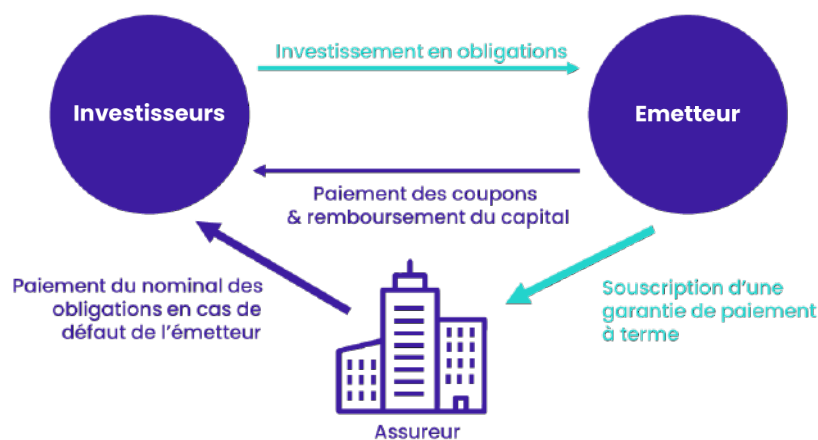 Investissement en obligations
Investisseurs
Emetteur
Paiement des coupons
& remboursement du capital
Paiement du nominal des
obligations en cas de
défaut de l'émetteur
Souscription d'une
garantie de paiement
à terme
Assureur